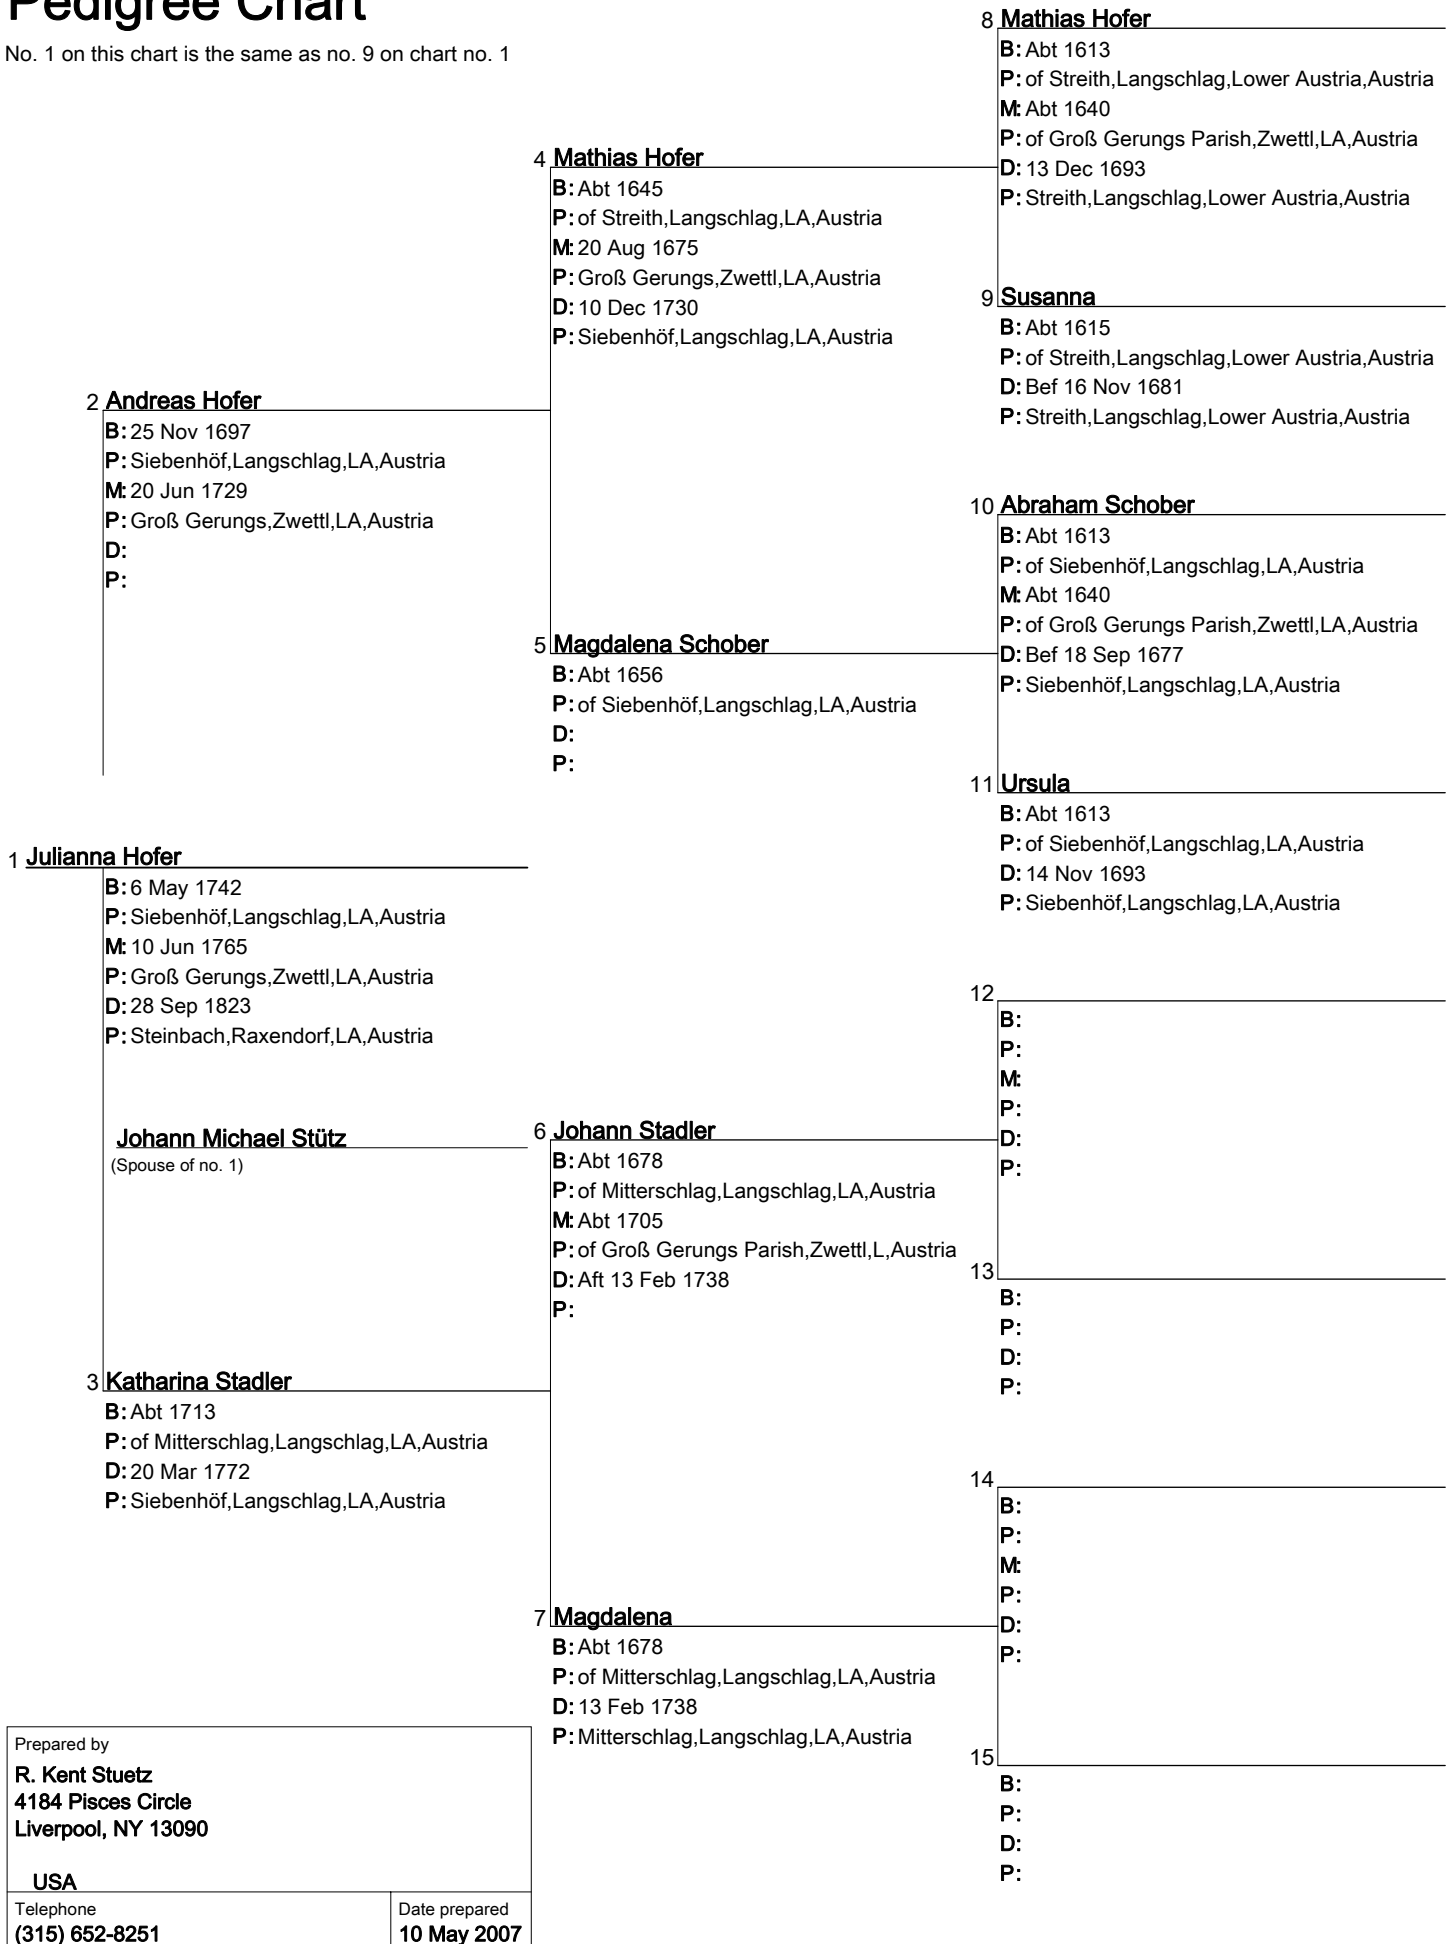 Pedigree Chart
No. 1 on this chart is the same as no. 9 on chart no. 1
8 Mathias Hofer
B: Abt 1613
P: of Streith,Langschlag,Lower Austria,Austria
M: Abt 1640
P: of Groß Gerungs Parish,Zwettl,LA,Austria
D: 13 Dec 1693
P: Streith,Langschlag,Lower Austria,Austria
4 Mathias Hofer
B: Abt 1645
P: of Streith,Langschlag,LA,Austria
M: 20 Aug 1675
P: Groß Gerungs,Zwettl,LA,Austria
D: 10 Dec 1730
P: Siebenhöf,Langschlag,LA,Austria
9 Susanna
B: Abt 1615
P: of Streith,Langschlag,Lower Austria,Austria
D: Bef 16 Nov 1681
P: Streith,Langschlag,Lower Austria,Austria
2 Andreas Hofer
B: 25 Nov 1697
P: Siebenhöf,Langschlag,LA,Austria
M: 20 Jun 1729
P: Groß Gerungs,Zwettl,LA,Austria
D:
P:
10 Abraham Schober
B: Abt 1613
P: of Siebenhöf,Langschlag,LA,Austria
M: Abt 1640
P: of Groß Gerungs Parish,Zwettl,LA,Austria
D: Bef 18 Sep 1677
P: Siebenhöf,Langschlag,LA,Austria
5 Magdalena Schober
B: Abt 1656
P: of Siebenhöf,Langschlag,LA,Austria
D:
P:
11 Ursula
B: Abt 1613
P: of Siebenhöf,Langschlag,LA,Austria
D: 14 Nov 1693
P: Siebenhöf,Langschlag,LA,Austria
1 Julianna Hofer
B: 6 May 1742
P: Siebenhöf,Langschlag,LA,Austria
M: 10 Jun 1765
P: Groß Gerungs,Zwettl,LA,Austria
D: 28 Sep 1823
P: Steinbach,Raxendorf,LA,Austria
Johann Michael Stütz
(Spouse of no. 1)
12
B:
P:
M:
P:
D:
P:
6 Johann Stadler
B: Abt 1678
P: of Mitterschlag,Langschlag,LA,Austria
M: Abt 1705
P: of Groß Gerungs Parish,Zwettl,L,Austria
D: Aft 13 Feb 1738
P:
13
B:
P:
D:
P:
3 Katharina Stadler
B: Abt 1713
P: of Mitterschlag,Langschlag,LA,Austria
D: 20 Mar 1772
P: Siebenhöf,Langschlag,LA,Austria
14
B:
P:
M:
P:
D:
P:
7 Magdalena
B: Abt 1678
P: of Mitterschlag,Langschlag,LA,Austria
D: 13 Feb 1738
P: Mitterschlag,Langschlag,LA,Austria
15
B:
P:
D:
P:
Prepared by
R. Kent Stuetz
4184 Pisces Circle
Liverpool, NY 13090
USA
Telephone
(315) 652-8251
Date prepared
10 May 2007